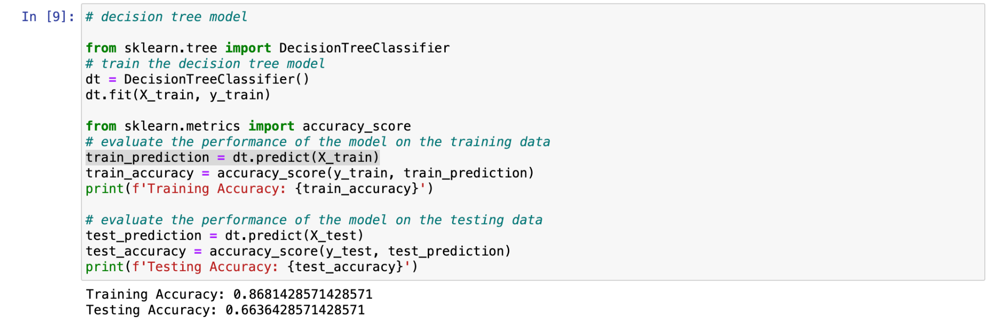 In [9]: # decision tree model
from sklearn.tree import DecisionTreeClassifier
# train the decision tree model
dt = DecisionTreeClassifier()
dt.fit(X_train, y_train)
from sklearn.metrics import accuracy_score
# evaluate the performance of the model on the training data
train_prediction = dt.predict(X_train)
train_accuracy = accuracy_score(y_train, train_prediction)
print(f'Training Accuracy: {train_accuracy}')
# evaluate the performance of the model on the testing data
test_prediction = dt.predict(X_test)
test_accuracy = accuracy_score(y_test, test_prediction)
print(f'Testing Accuracy: {test_accuracy}')
Training Accuracy: 0.8681428571428571
Testing Accuracy: 0.6636428571428571